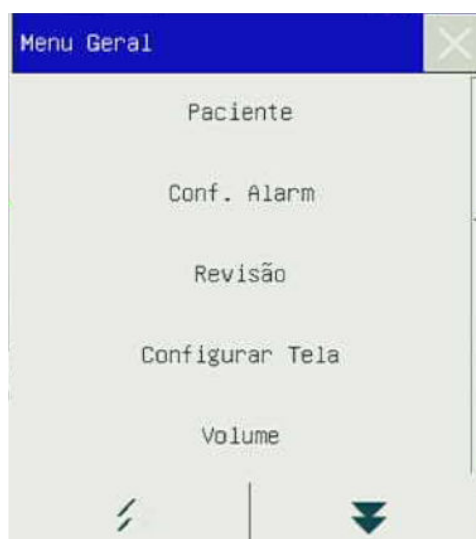 Menu Geral
Paciente
Conf. Alarm
Revisão
Configurar Tela
Volume